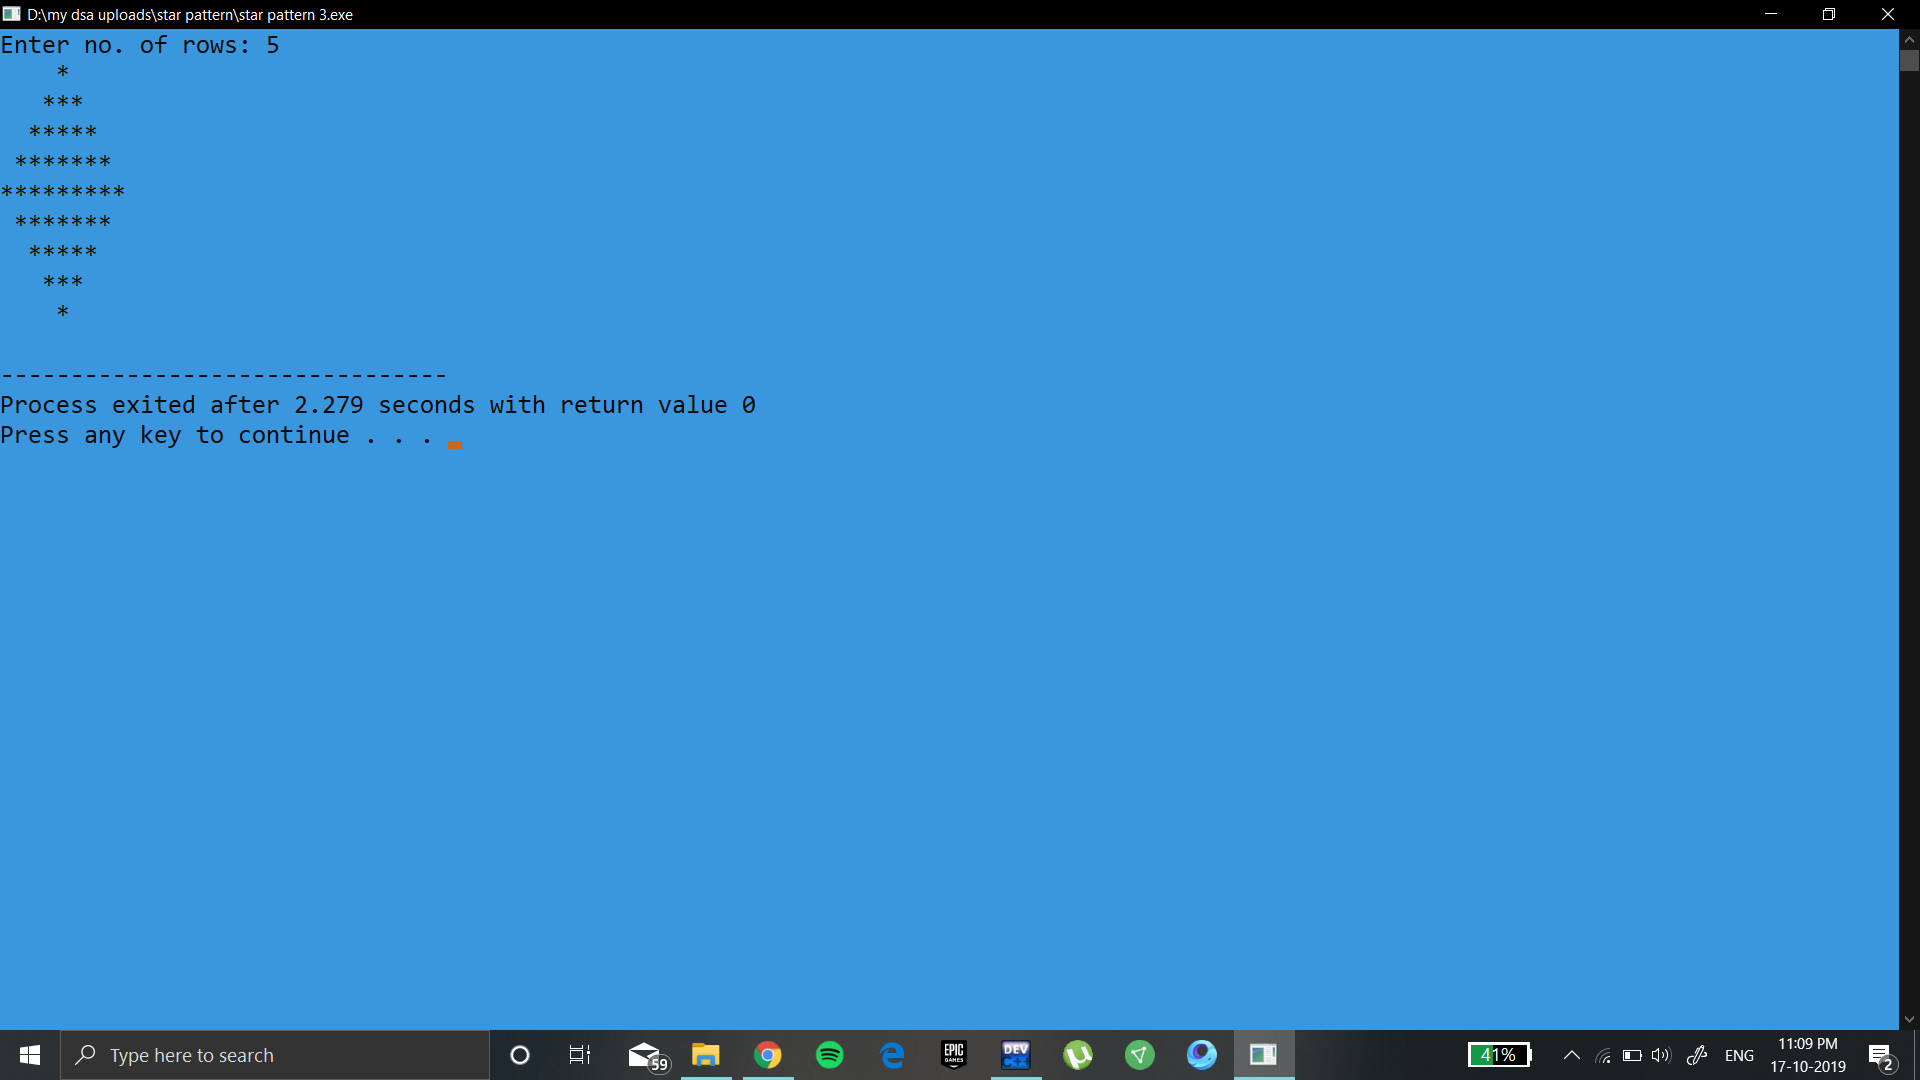 D:\my dsa uploads\star pattern\star pattern 3.exe
Enter no. of rows: 5
    *
   ***
  *****
 *******
*********
 *******
  *****
   ***
    *
--------------------------------
Process exited after 2.279 seconds with return value 0
Press any key to continue . . .
Type here to search
59
EPIC
GAMES
DEV
C++
41%
ENG
11:09 PM
17-10-2019
2